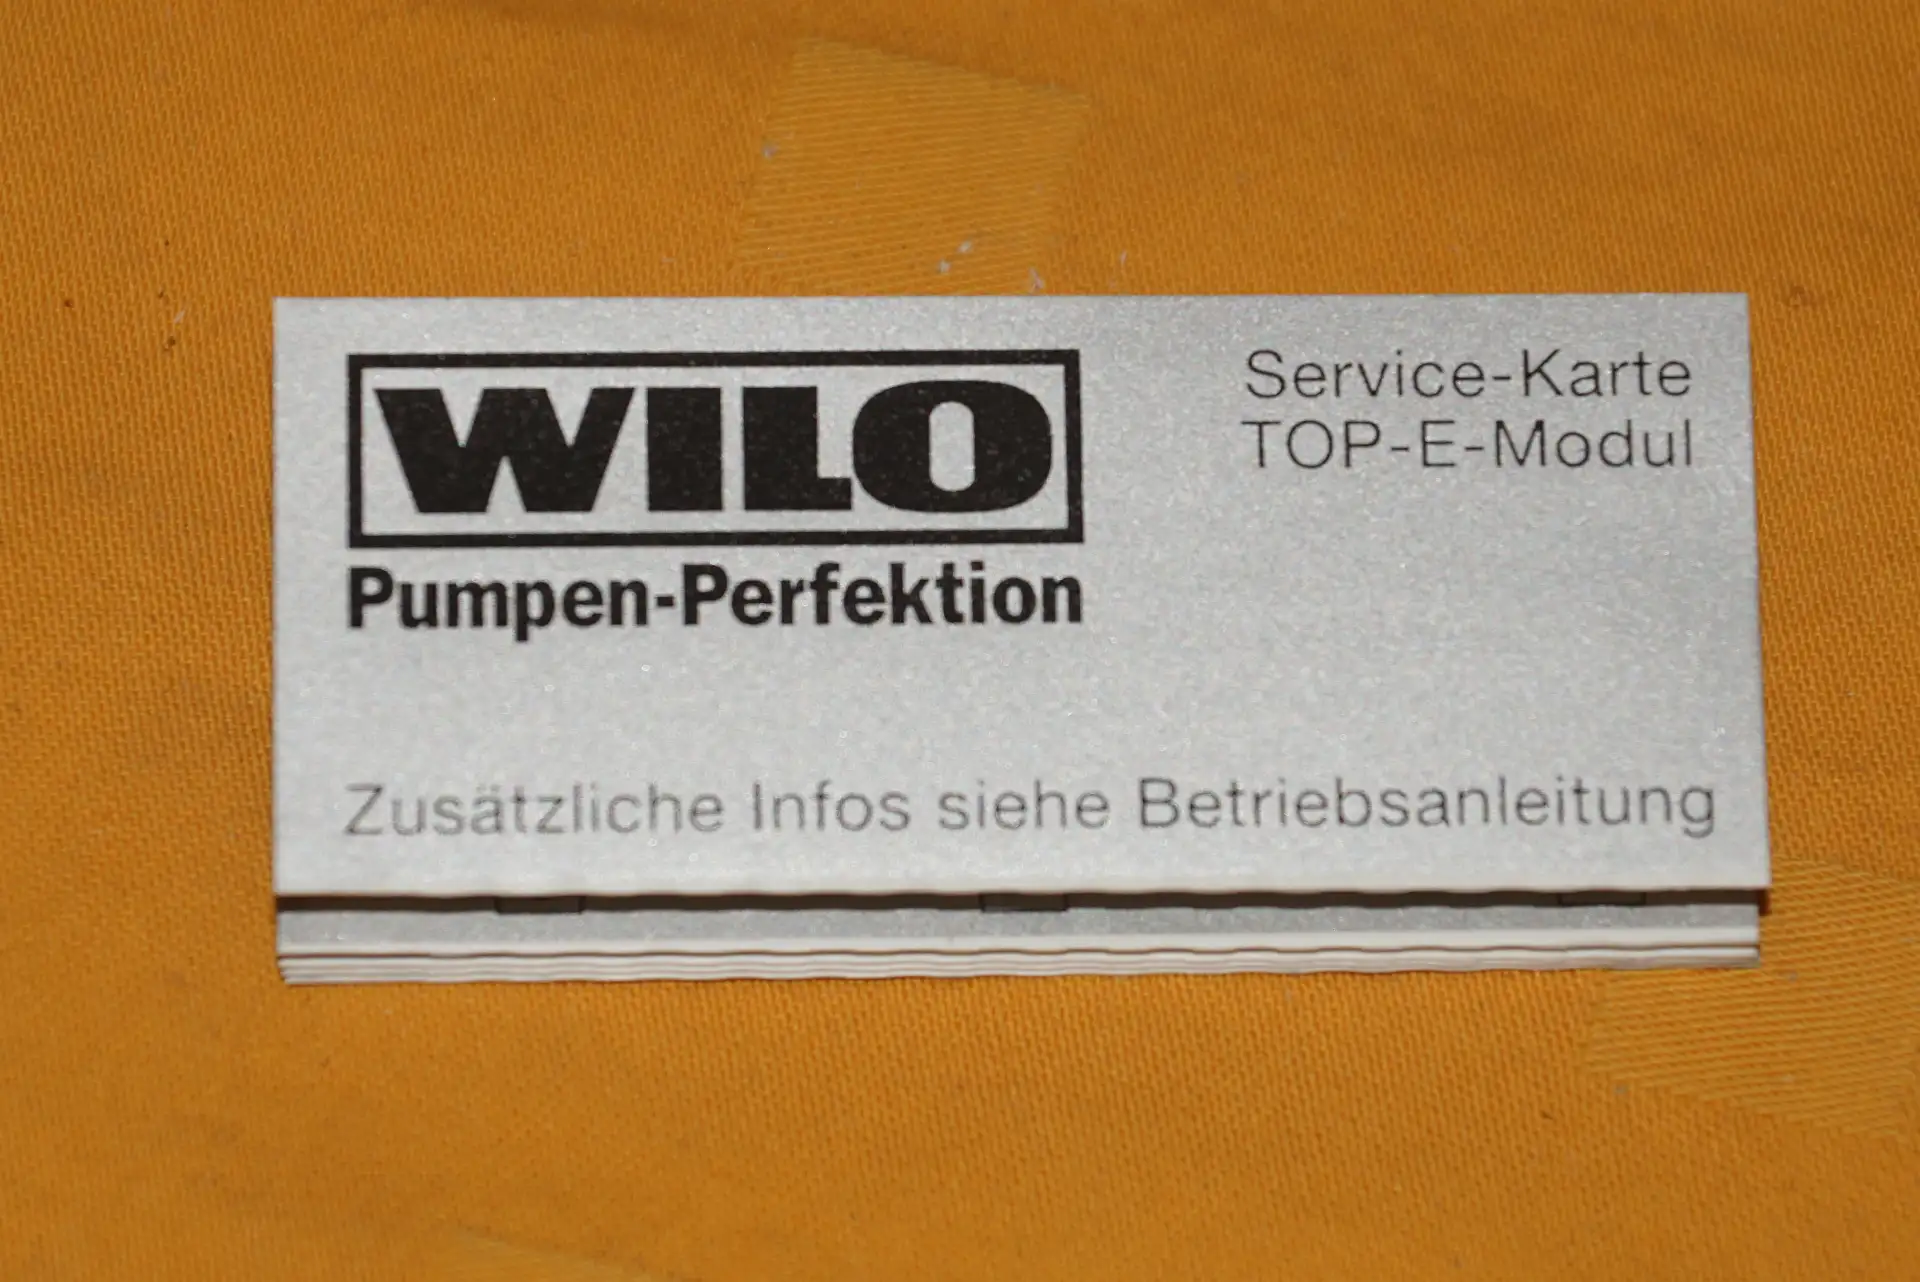 WILO
Pumpen-Perfektion
Service-Karte
TOP-E-Modul
Zusätzliche Infos siehe Betriebsanleitung